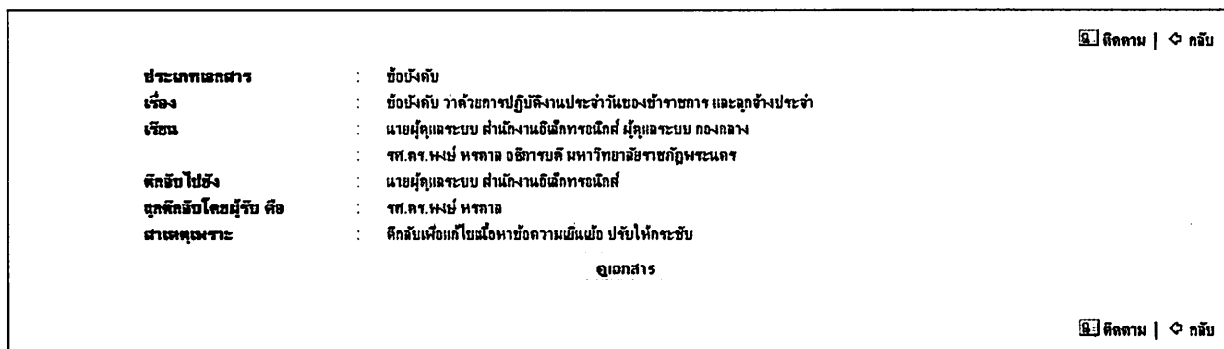 ติดตาม | กลับ
ประเภทเอกสาร : ข้อบังคับ
เรื่อง : ข้อบังคับ ว่าด้วยการปฏิบัติงานประจำวันของข้าราชการ และลูกจ้างประจำ
เรียน : นายผู้ดูแลระบบ สำนักงานอิเล็กทรอนิกส์ ผู้ดูแลระบบ กองกลาง
: รศ.ดร.พงษ์ หรดาล อธิการบดี มหาวิทยาลัยราชภัฏพระนคร
ตีกลับไปยัง : นายผู้ดูแลระบบ สำนักงานอิเล็กทรอนิกส์
ถูกตีกลับโดยผู้รับ คือ : รศ.ดร.พงษ์ หรดาล
สาเหตุเพราะ : ตีกลับเพื่อแก้ไขเนื้อหาข้อความเยิ่นเย้อ ปรับให้กระชับ
ดูเอกสาร
ติดตาม | กลับ